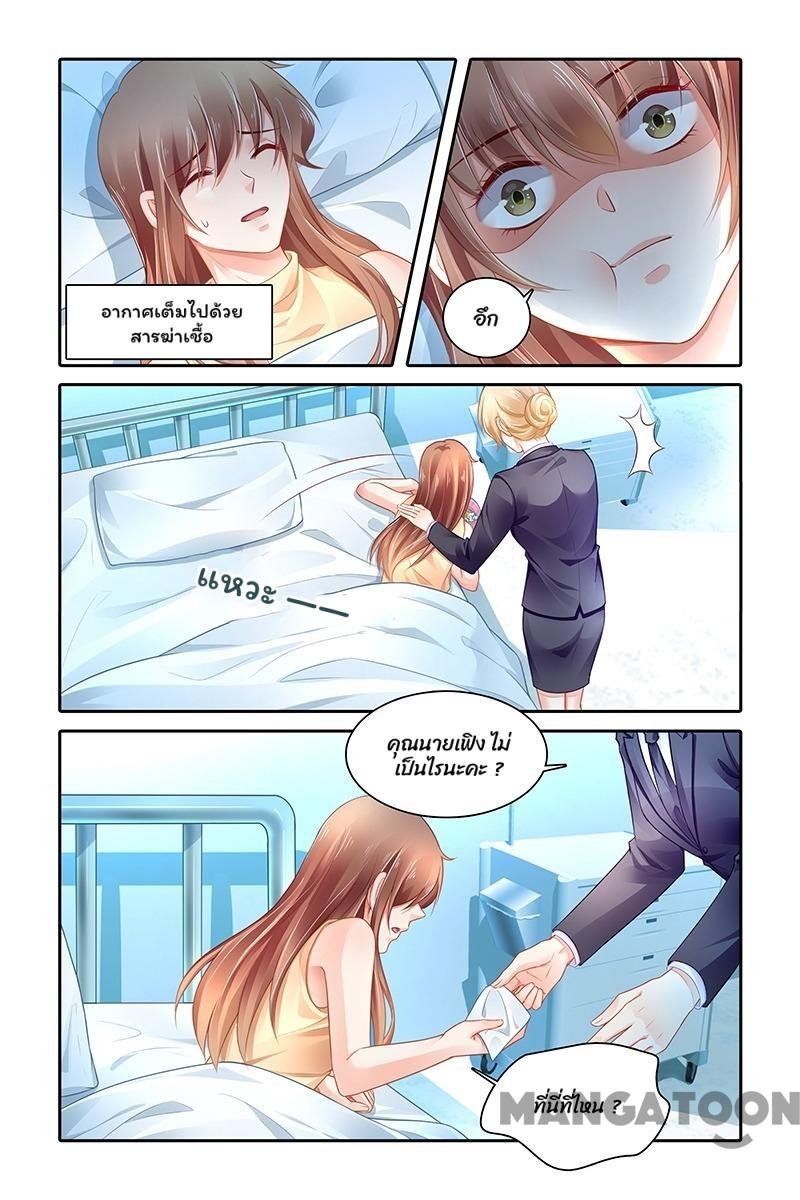 อากาศเต็มไปด้วย
สารฆ่าเชื้อ
อึก
แหวะ ——
คุณนายเฟิง ไม่
เป็นไรนะคะ ?
ที่นี่ที่ไหน ?
MANGATOON